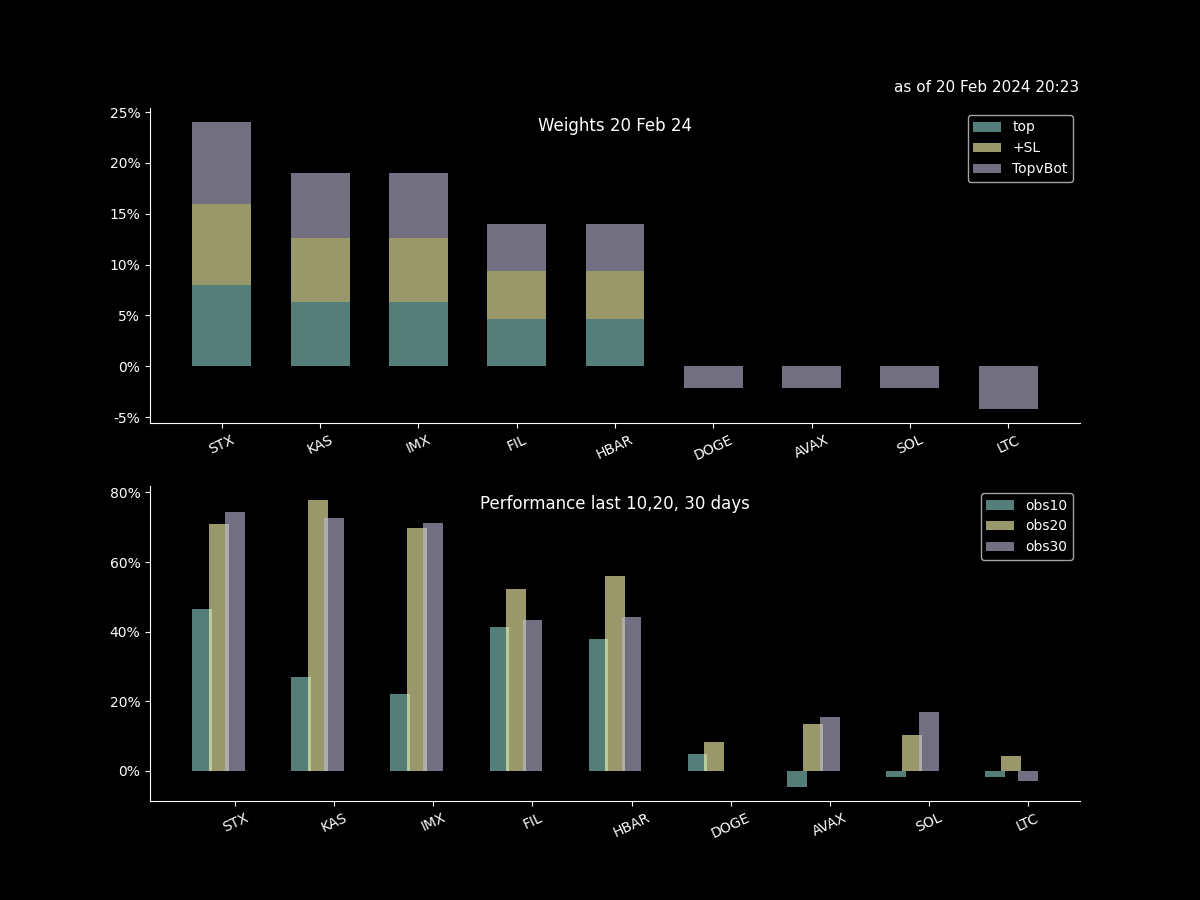 as of 20 Feb 2024 20:23
Weights 20 Feb 24
top
+SL
TopvBot
25%
20%
15%
10%
5%
0%
-5%
STX KAS IMX FIL HBAR DOGE AVAX SOL LTC
Performance last 10,20, 30 days
obs10
obs20
obs30
80%
60%
40%
20%
0%
STX KAS IMX FIL HBAR DOGE AVAX SOL LTC